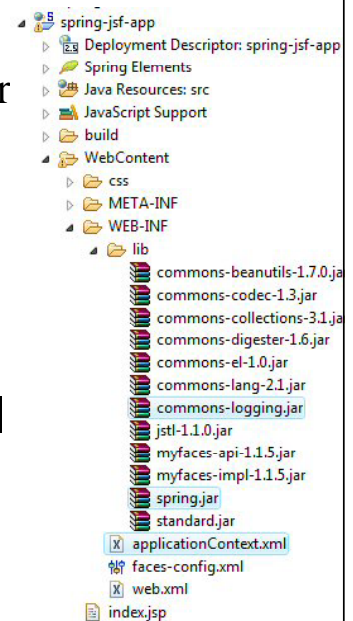 spring-jsf-app
Deployment Descriptor: spring-jsf-app
Spring Elements
r
Java Resources: src
JavaScript Support
build
WebContent
css
META-INF
WEB-INF
lib
commons-beanutils-1.7.0.ja
commons-codec-1.3.jar
commons-collections-3.1.ja
commons-digester-1.6.jar
commons-el-1.0.jar
commons-lang-2.1.jar
commons-logging.jar
jstl-1.1.0.jar
myfaces-api-1.1.5.jar
myfaces-impl-1.1.5.jar
spring.jar
standard.jar
applicationContext.xml
faces-config.xml
web.xml
index.jsp